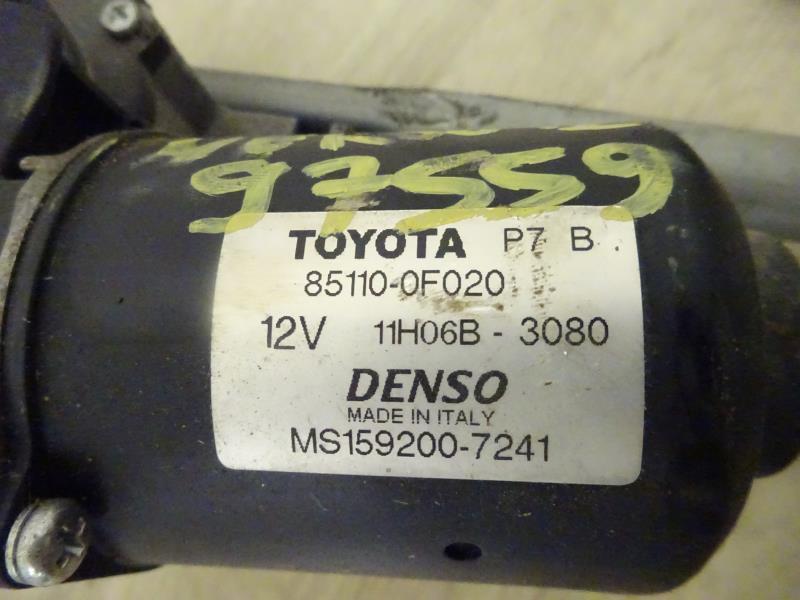 97559
TOYOTA P7 B
85110-0F020
12V 11H06B - 3080
DENSO
MADE IN ITALY
MS159200-7241